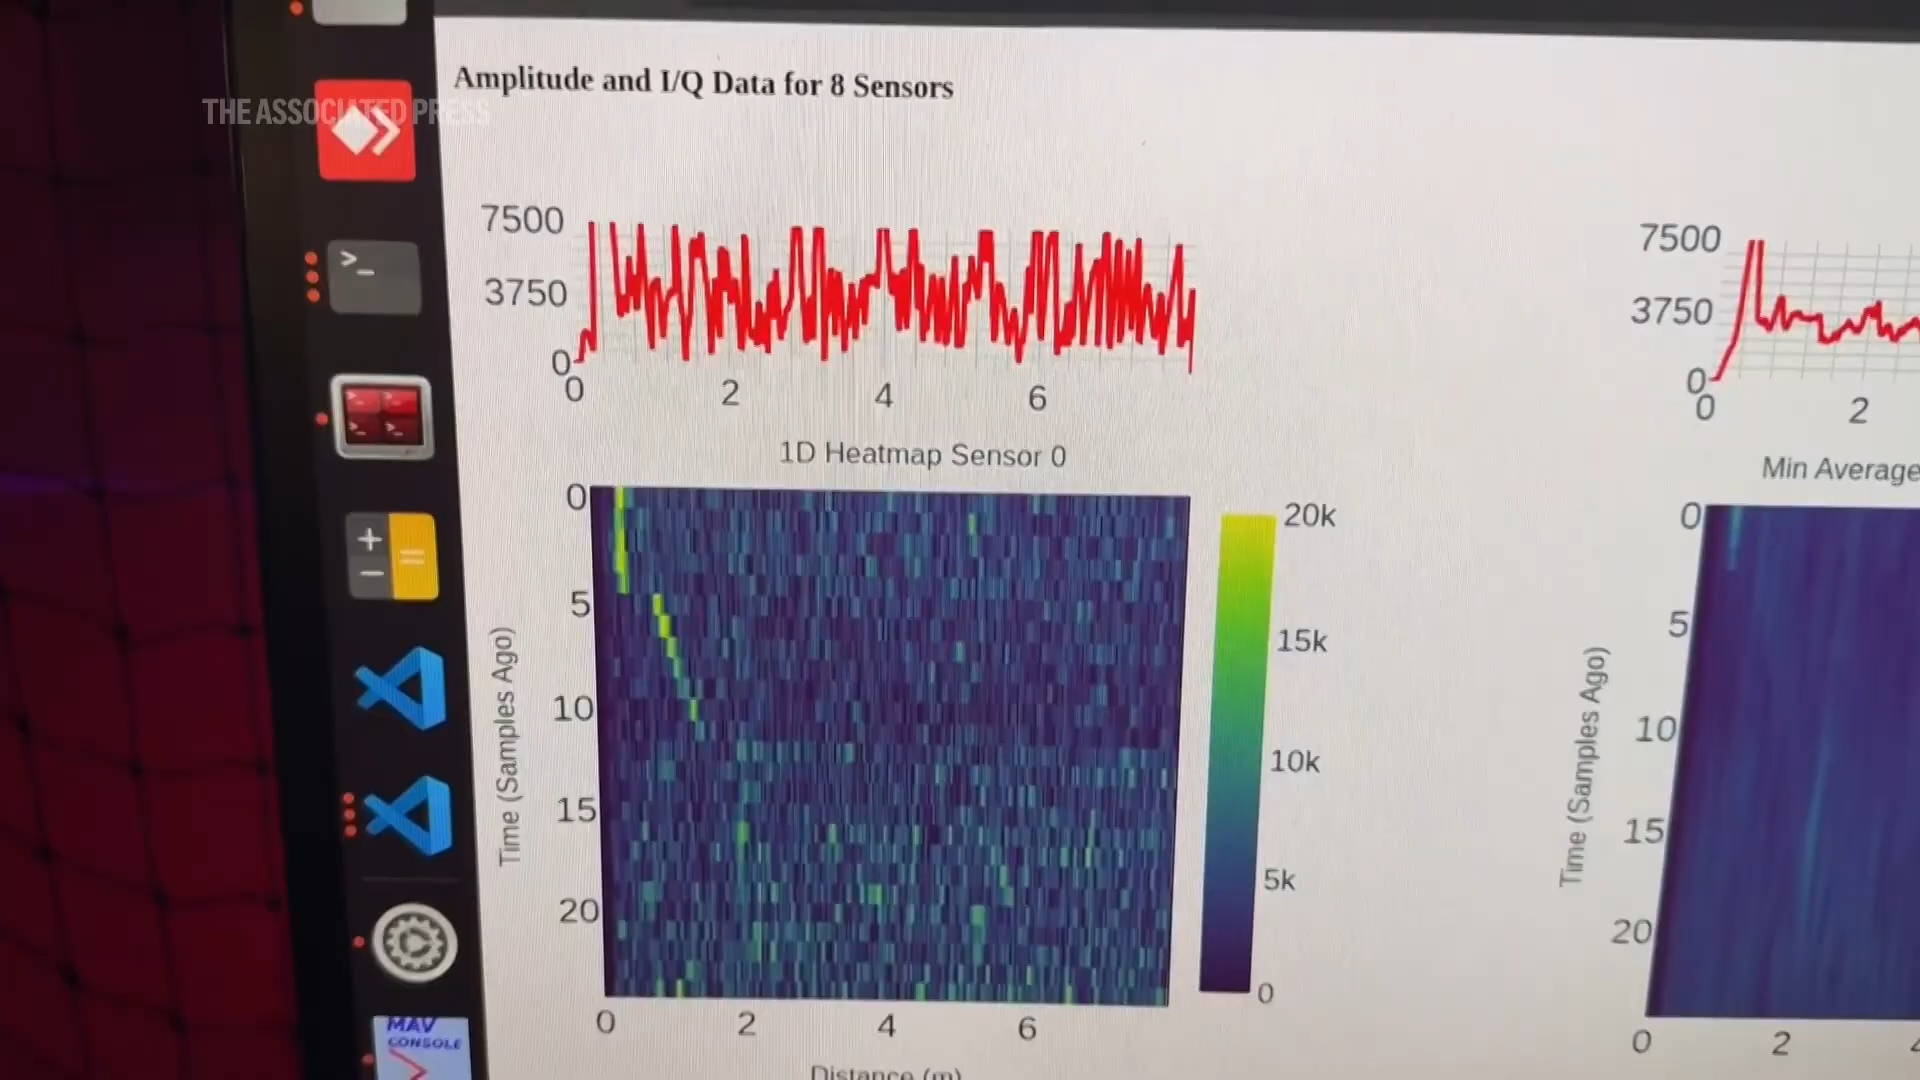 Amplitude and I/Q Data for 8 Sensors
THE ASSOCIATED PRESS
7500
3750
0
0 2 4 6
7500
3750
0
0 2
1D Heatmap Sensor 0
Min Average
0
5
10
15
20
Time (Samples Ago)
0 2 4 6
Distance (m)
20k
15k
10k
5k
0
0
5
10
15
20
Time (Samples Ago)
0 2
MAV
CONSOLE